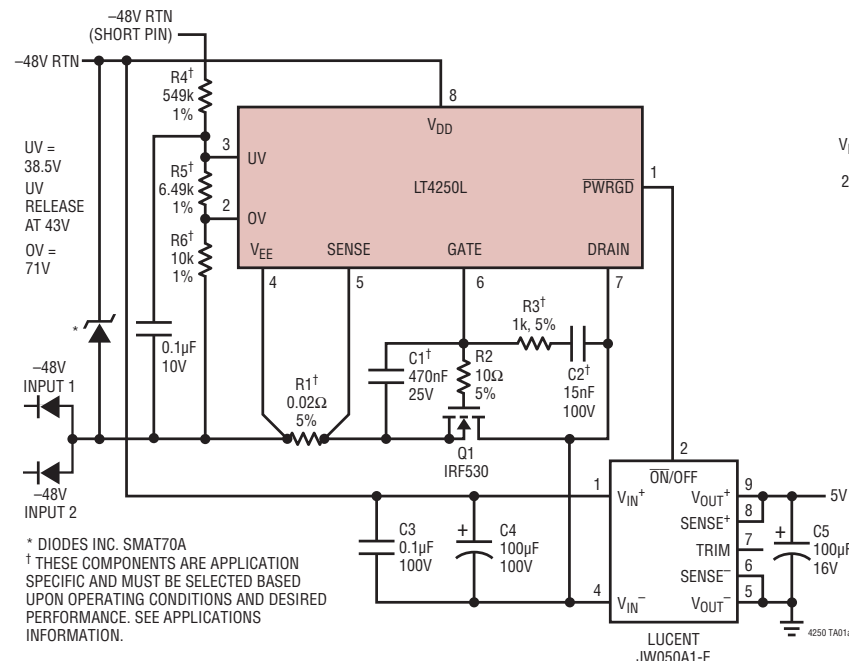 –48V RTN
(SHORT PIN)
–48V RTN
R4†
549k
1%
8
VDD
UV =
38.5V
UV
RELEASE
AT 43V
OV =
71V
3
UV
R5†
6.49k
1%
LT4250L
PWRGD
1
2
OV
R6†
10k
1%
VEE
SENSE
GATE
DRAIN
4
5
6
7
*
0.1µF
10V
R3†
1k, 5%
C1†
470nF
25V
R2
10Ω
5%
C2†
15nF
100V
R1†
0.02Ω
5%
–48V
INPUT 1
–48V
INPUT 2
Q1
IRF530
2
ON/OFF
1
VIN+
VOUT+
9
5V
SENSE+
8
TRIM
7
SENSE–
6
4
VIN–
VOUT–
5
C3
0.1µF
100V
+
C4
100µF
100V
+
C5
100µF
16V
* DIODES INC. SMAT70A
† THESE COMPONENTS ARE APPLICATION
SPECIFIC AND MUST BE SELECTED BASED
UPON OPERATING CONDITIONS AND DESIRED
PERFORMANCE. SEE APPLICATIONS
INFORMATION.
LUCENT
JW050A1-E
4250 TA01a
2